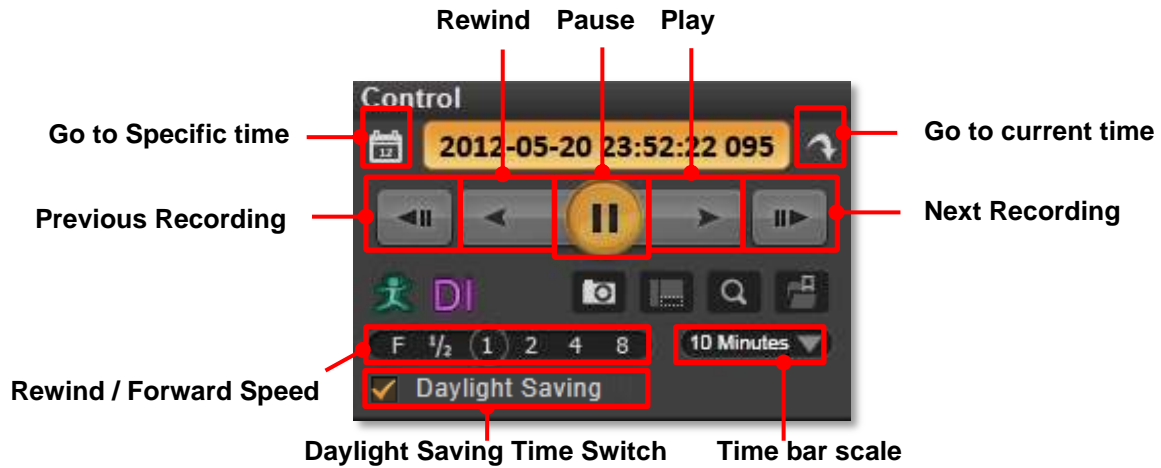 Rewind Pause Play
Control
Go to Specific time
12
2012-05-20 23:52:22 095
Go to current time
Previous Recording
Next Recording
DI
F 1/2 1 2 4 8
10 Minutes
Rewind / Forward Speed
Daylight Saving
Daylight Saving Time Switch
Time bar scale